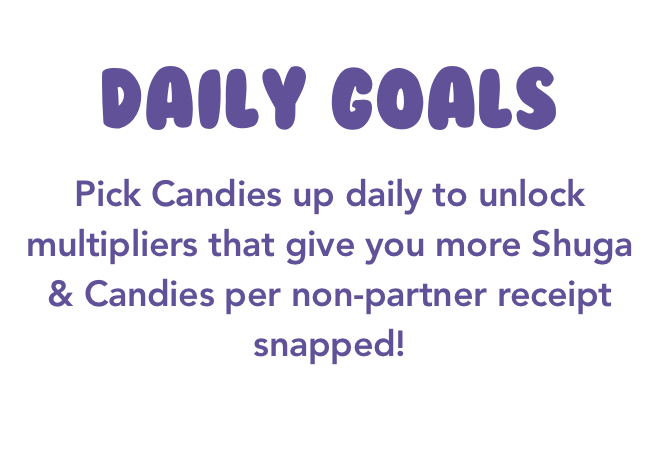 DAILY GOALS
Pick Candies up daily to unlock
multipliers that give you more Shuga
& Candies per non-partner receipt
snapped!